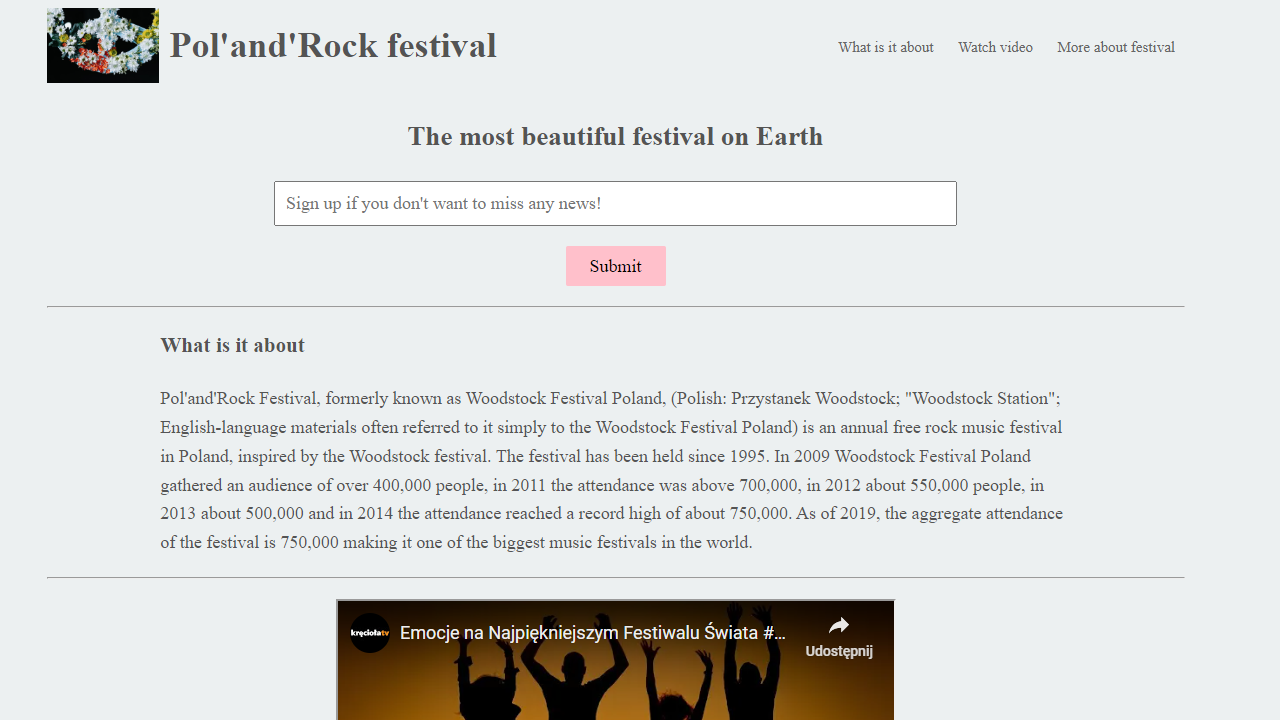 Pol'and'Rock festival
What is it about
Watch video
More about festival
The most beautiful festival on Earth
Sign up if you don't want to miss any news!
Submit
What is it about
Pol'and'Rock Festival, formerly known as Woodstock Festival Poland, (Polish: Przystanek Woodstock; "Woodstock Station";
English-language materials often referred to it simply to the Woodstock Festival Poland) is an annual free rock music festival
in Poland, inspired by the Woodstock festival. The festival has been held since 1995. In 2009 Woodstock Festival Poland
gathered an audience of over 400,000 people, in 2011 the attendance was above 700,000, in 2012 about 550,000 people, in
2013 about 500,000 and in 2014 the attendance reached a record high of about 750,000. As of 2019, the aggregate attendance
of the festival is 750,000 making it one of the biggest music festivals in the world.
kręciołatv
Emocje na Najpiękniejszym Festiwalu Świata #...
Udostępnij